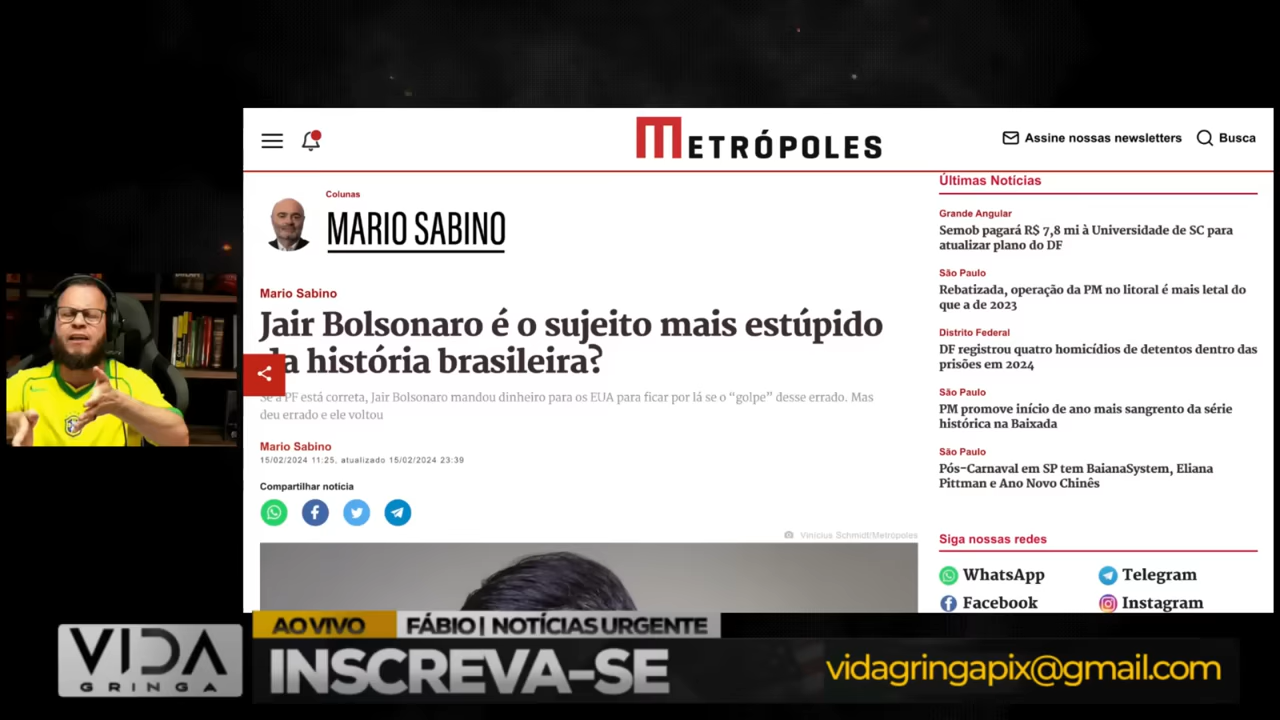 METRÓPOLES
Assine nossas newsletters
Busca
Colunas
MARIO SABINO
Mario Sabino
Jair Bolsonaro é o sujeito mais estúpido
da história brasileira?
Se a PF está correta, Jair Bolsonaro mandou dinheiro para os EUA para ficar por lá se o “golpe” desse errado. Mas
deu errado e ele voltou
Mario Sabino
15/02/2024 11:25, atualizado 15/02/2024 23:39
Compartilhar notícia
Vinícius Schmidt/Metrópoles
Últimas Notícias
Grande Angular
Semob pagará R$ 7,8 mi à Universidade de SC para
atualizar plano do DF
São Paulo
Rebatizada, operação da PM no litoral é mais letal do
que a de 2023
Distrito Federal
DF registrou quatro homicídios de detentos dentro das
prisões em 2024
São Paulo
PM promove início de ano mais sangrento da série
histórica na Baixada
São Paulo
Pós-Carnaval em SP tem BaianaSystem, Eliana
Pittman e Ano Novo Chinês
Siga nossas redes
WhatsApp
Telegram
Facebook
Instagram
VIDA
GRINGA
AO VIVO
FÁBIO | NOTÍCIAS URGENTE
INSCREVA-SE
vidagringapix@gmail.com